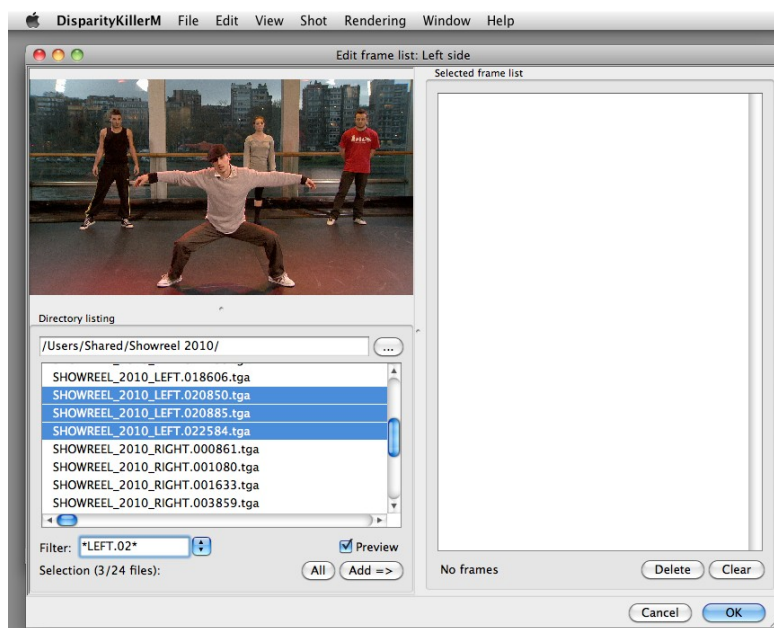 DisparityKillerM File Edit View Shot Rendering Window Help
Edit frame list: Left side
Selected frame list
Directory listing
/Users/Shared/Showreel 2010/
...
SHOWREEL_2010_LEFT.018606.tga
SHOWREEL_2010_LEFT.020850.tga
SHOWREEL_2010_LEFT.020885.tga
SHOWREEL_2010_LEFT.022584.tga
SHOWREEL_2010_RIGHT.000861.tga
SHOWREEL_2010_RIGHT.001080.tga
SHOWREEL_2010_RIGHT.001633.tga
SHOWREEL_2010_RIGHT.003859.tga
Filter: *LEFT.02* Preview
Selection (3/24 files): All Add =>
No frames Delete Clear
Cancel OK